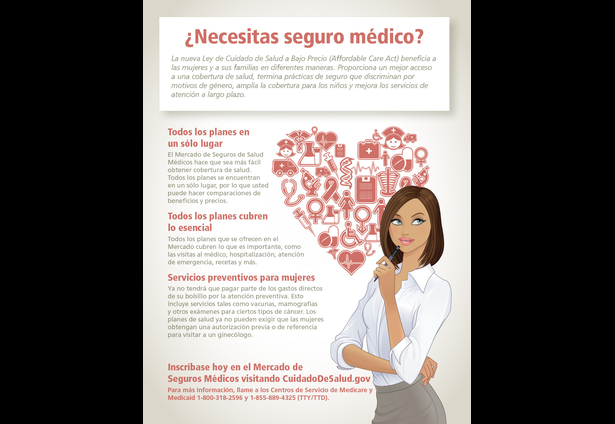 ¿Necesitas seguro médico?
La nueva Ley de Cuidado de Salud a Bajo Precio (Affordable Care Act) beneficia a
las mujeres y a sus familias en diferentes maneras. Proporciona un mejor acceso
a una cobertura de salud, termina prácticas de seguro que discriminan por
motivos de género, amplía la cobertura para los niños y mejora los servicios de
atención a largo plazo.
Todos los planes en
un sólo lugar
El Mercado de Seguros de Salud
Médicos hace que sea más fácil
obtener cobertura de salud.
Todos los planes se encuentran
en un sólo lugar, por lo que usted
puede hacer comparaciones de
beneficios y precios.
Todos los planes cubren
lo esencial
Todos los planes que se ofrecen en el
Mercado cubren lo que es importante, como
las visitas al médico, hospitalización, atención
de emergencia, recetas y más.
Servicios preventivos para mujeres
Ya no tendrá que pagar parte de los gastos directos
de su bolsillo por la atención preventiva. Esto
incluye servicios tales como vacunas, mamografías
y otros exámenes para ciertos tipos de cáncer. Los
planes de salud ya no pueden exigir que las mujeres
obtengan una autorización previa o de referencia
para visitar a un ginecólogo.
Inscríbase hoy en el Mercado de
Seguros Médicos visitando CuidadoDeSalud.gov
Para más información, llame a los Centros de Servicio de Medicare y
Medicaid 1-800-318-2596 y 1-855-889-4325 (TTY/TTD).